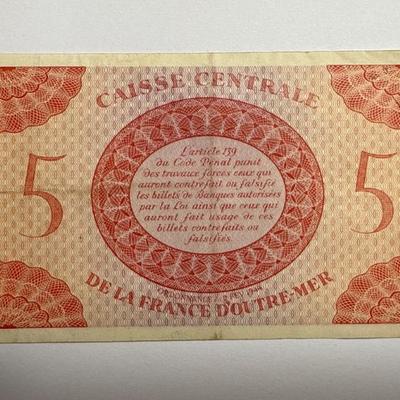 CAISSE CENTRALE
L'article 139
du Code Pénal punit
des travaux forcés ceux qui
auront contrefait ou falsifié
les billets de Banques autorisées
par la Loi ainsi que ceux qui
auront fait usage de ces
billets contrefaits ou
falsifiés.
5
5
ORDONNANCE
DE LA FRANCE D'OUTRE-MER